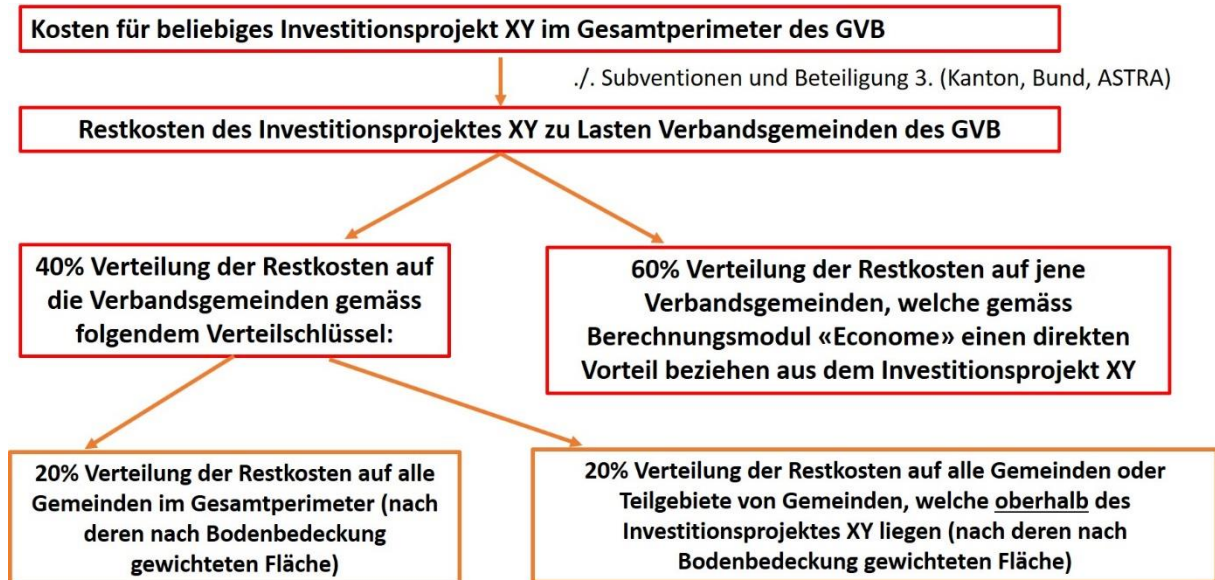 Kosten für beliebiges Investitionsprojekt XY im Gesamtperimeter des GVB
./. Subventionen und Beteiligung 3. (Kanton, Bund, ASTRA)
Restkosten des Investitionsprojektes XY zu Lasten Verbandsgemeinden des GVB
40% Verteilung der Restkosten auf
die Verbandsgemeinden gemäss
folgendem Verteilschlüssel:
60% Verteilung der Restkosten auf jene
Verbandsgemeinden, welche gemäss
Berechnungsmodul «Econome» einen direkten
Vorteil beziehen aus dem Investitionsprojekt XY
20% Verteilung der Restkosten auf alle
Gemeinden im Gesamtperimeter (nach
deren nach Bodenbedeckung
gewichteten Fläche)
20% Verteilung der Restkosten auf alle Gemeinden oder
Teilgebiete von Gemeinden, welche oberhalb des
Investitionsprojektes XY liegen (nach deren nach
Bodenbedeckung gewichteten Fläche)